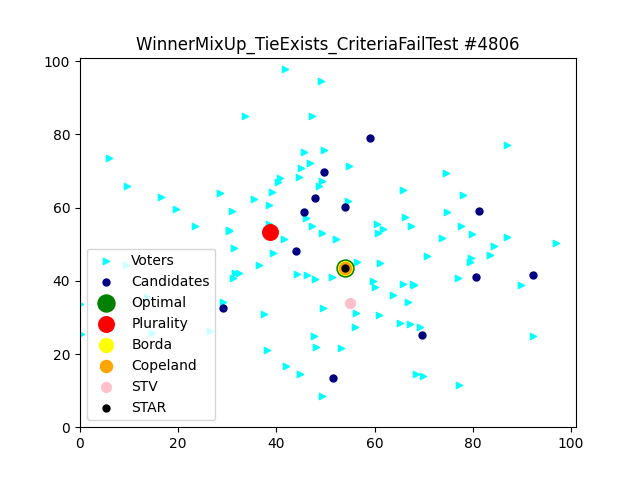 WinnerMixUp_TieExists_CriteriaFailTest #4806
100
80
60
40
20
0
Voters
Candidates
Optimal
Plurality
Borda
Copeland
STV
STAR
0 20 40 60 80 100